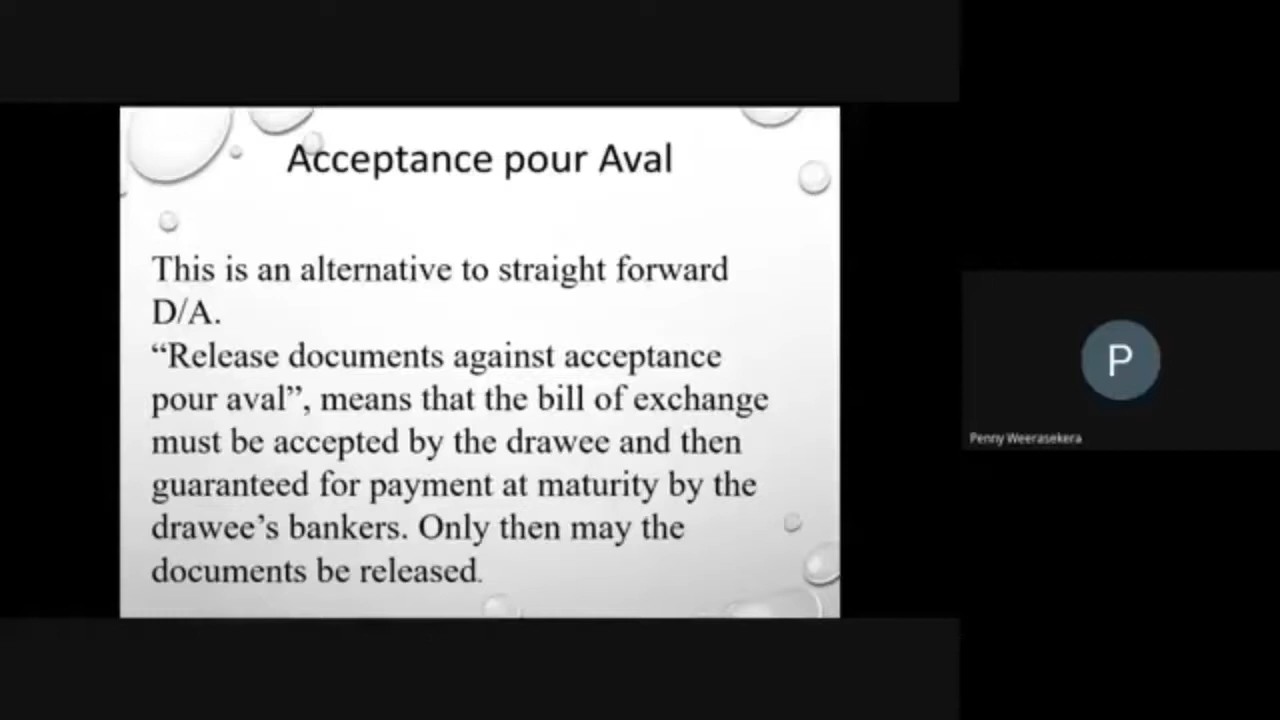 Acceptance pour Aval
This is an alternative to straight forward
D/A.
“Release documents against acceptance
pour aval”, means that the bill of exchange
must be accepted by the drawee and then
guaranteed for payment at maturity by the
drawee’s bankers. Only then may the
documents be released.
P
Penny Weerasekera